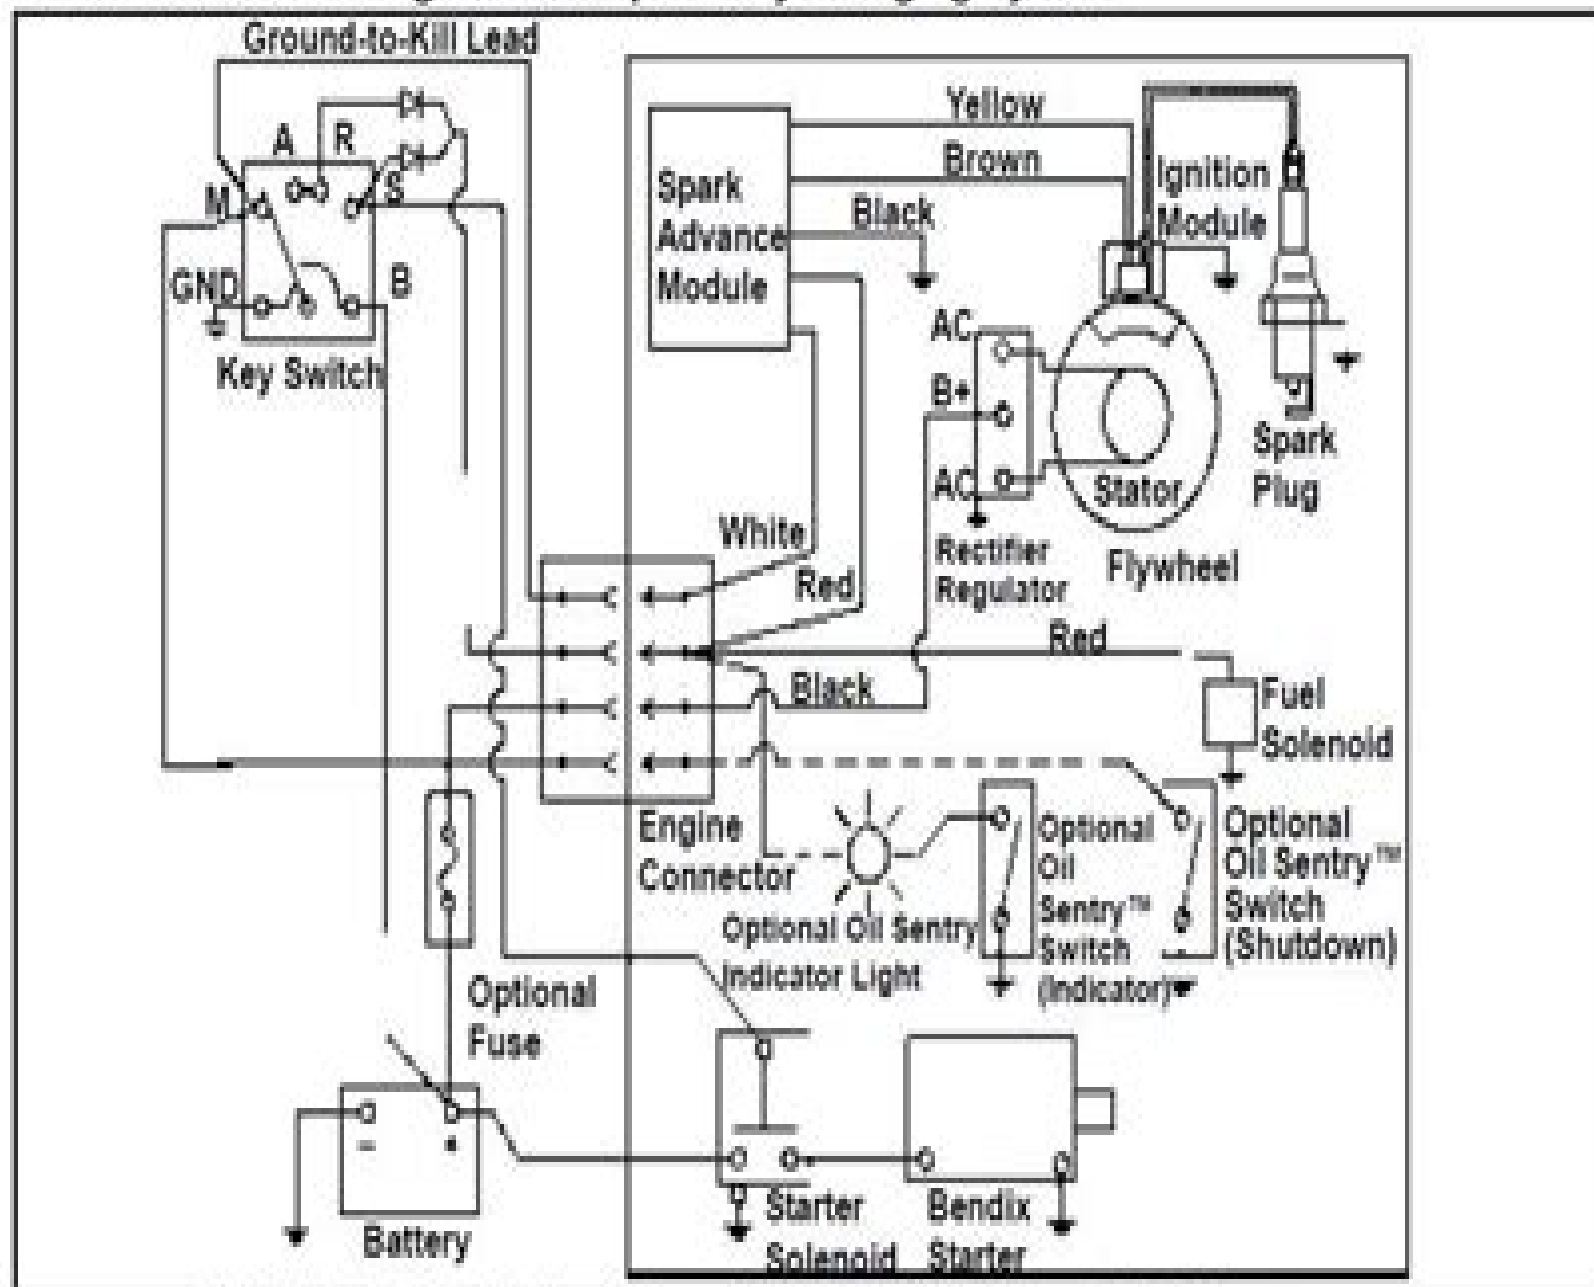 Ground-to-Kill Lead
A
R
M
S
GND
B
Key Switch
Spark
Advance
Module
Yellow
Brown
Black
Ignition
Module
AC
B+
AC
Stator
Spark
Plug
Rectifier
Regulator
Flywheel
White
Red
Red
Black
Fuel
Solenoid
Engine
Connector
Optional Oil Sentry
Indicator Light
Optional
Oil
Sentry™
Switch
(Indicator)
Optional
Oil Sentry™
Switch
(Shutdown)
Optional
Fuse
-
Battery
Starter
Solenoid
Bendix
Starter